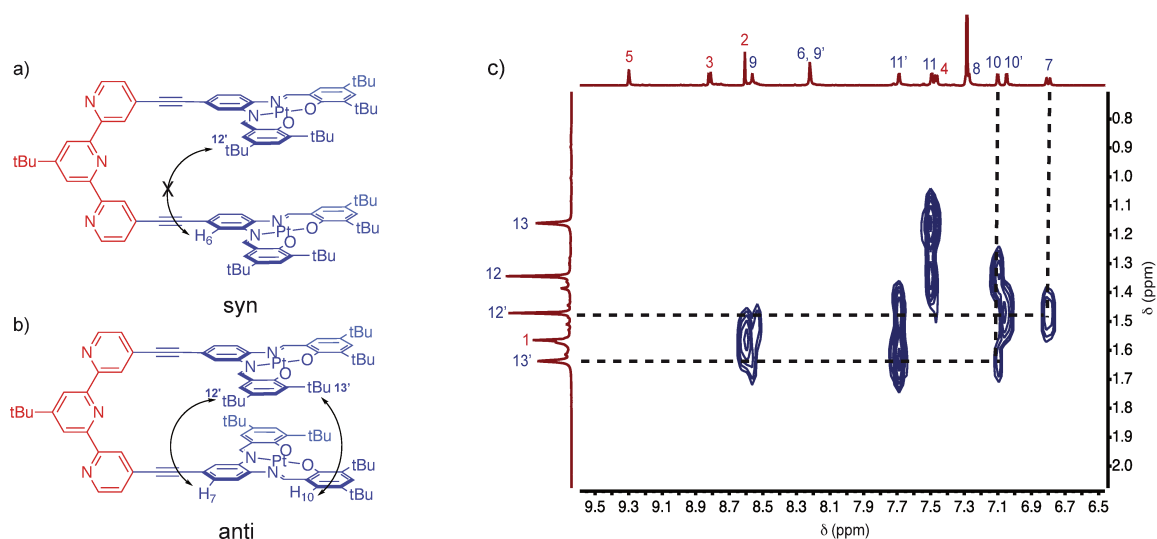 a)
N
tBu
N
N
N
N
Pt
O
O
tBu
tBu
12'
tBu
tBu
X
H6
N
N
Pt
O
O
tBu
tBu
tBu
tBu
syn
b)
N
tBu
N
N
N
N
Pt
O
O
tBu
tBu
12'
tBu
tBu 13'
tBu
tBu
O
O
N
Pt
N
tBu
tBu
H7
H10
anti
c)
5 3 2 9 6, 9' 11' 11 4 8 10 10' 7
13
12
12'
1
13'
0.8
0.9
1.0
1.1
1.2
1.3
1.4
1.5
1.6
1.7
1.8
1.9
2.0
δ (ppm)
9.5 9.3 9.1 8.9 8.7 8.5 8.3 8.1 7.9 7.7 7.5 7.3 7.1 6.9 6.7 6.5
δ (ppm)